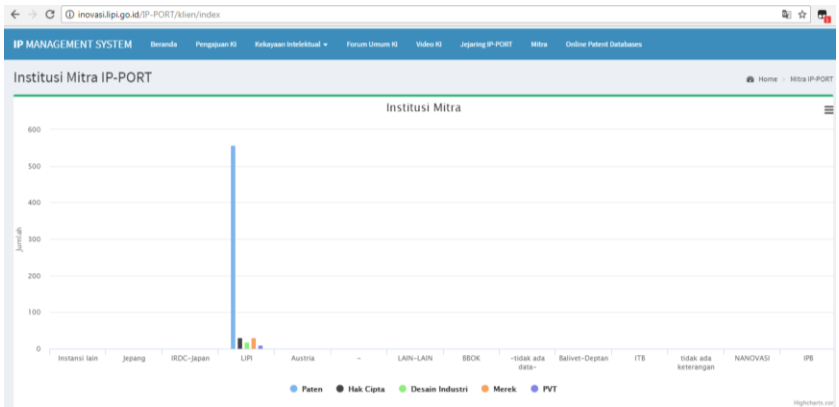 inovasi.lipi.go.id/IP-PORT/klien/index
IP MANAGEMENT SYSTEM Beranda Pengajuan KI Kekayaan Intelektual Forum Umum KI Video KI Jejaring IP-PORT Mitra Online Patent Databases
Institusi Mitra IP-PORT
Home > Mitra IP-PORT
Institusi Mitra
600
500
400
300
200
100
0
Jumlah
Instansi lain Jepang IRDC-Japan LIPI Austria - LAIN-LAIN BBOK -tidak ada data- Balivet-Deptan ITB tidak ada keterangan NANOVASI IPB
Paten Hak Cipta Desain Industri Merek PVT
Highcharts.com